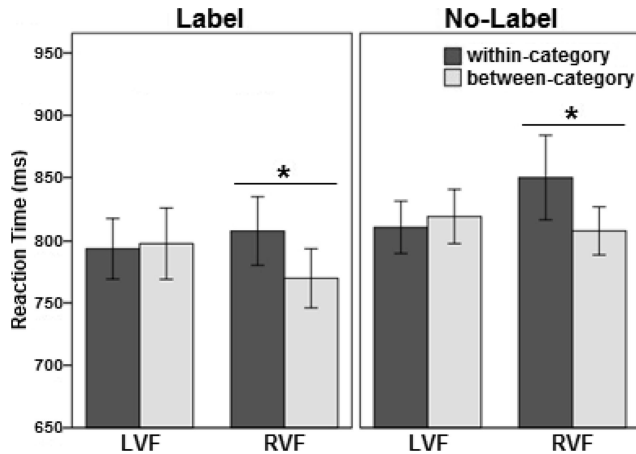 Label
No-Label
within-category
between-category
*
*
Reaction Time (ms)
950
900
850
800
750
700
650
LVF
RVF
LVF
RVF